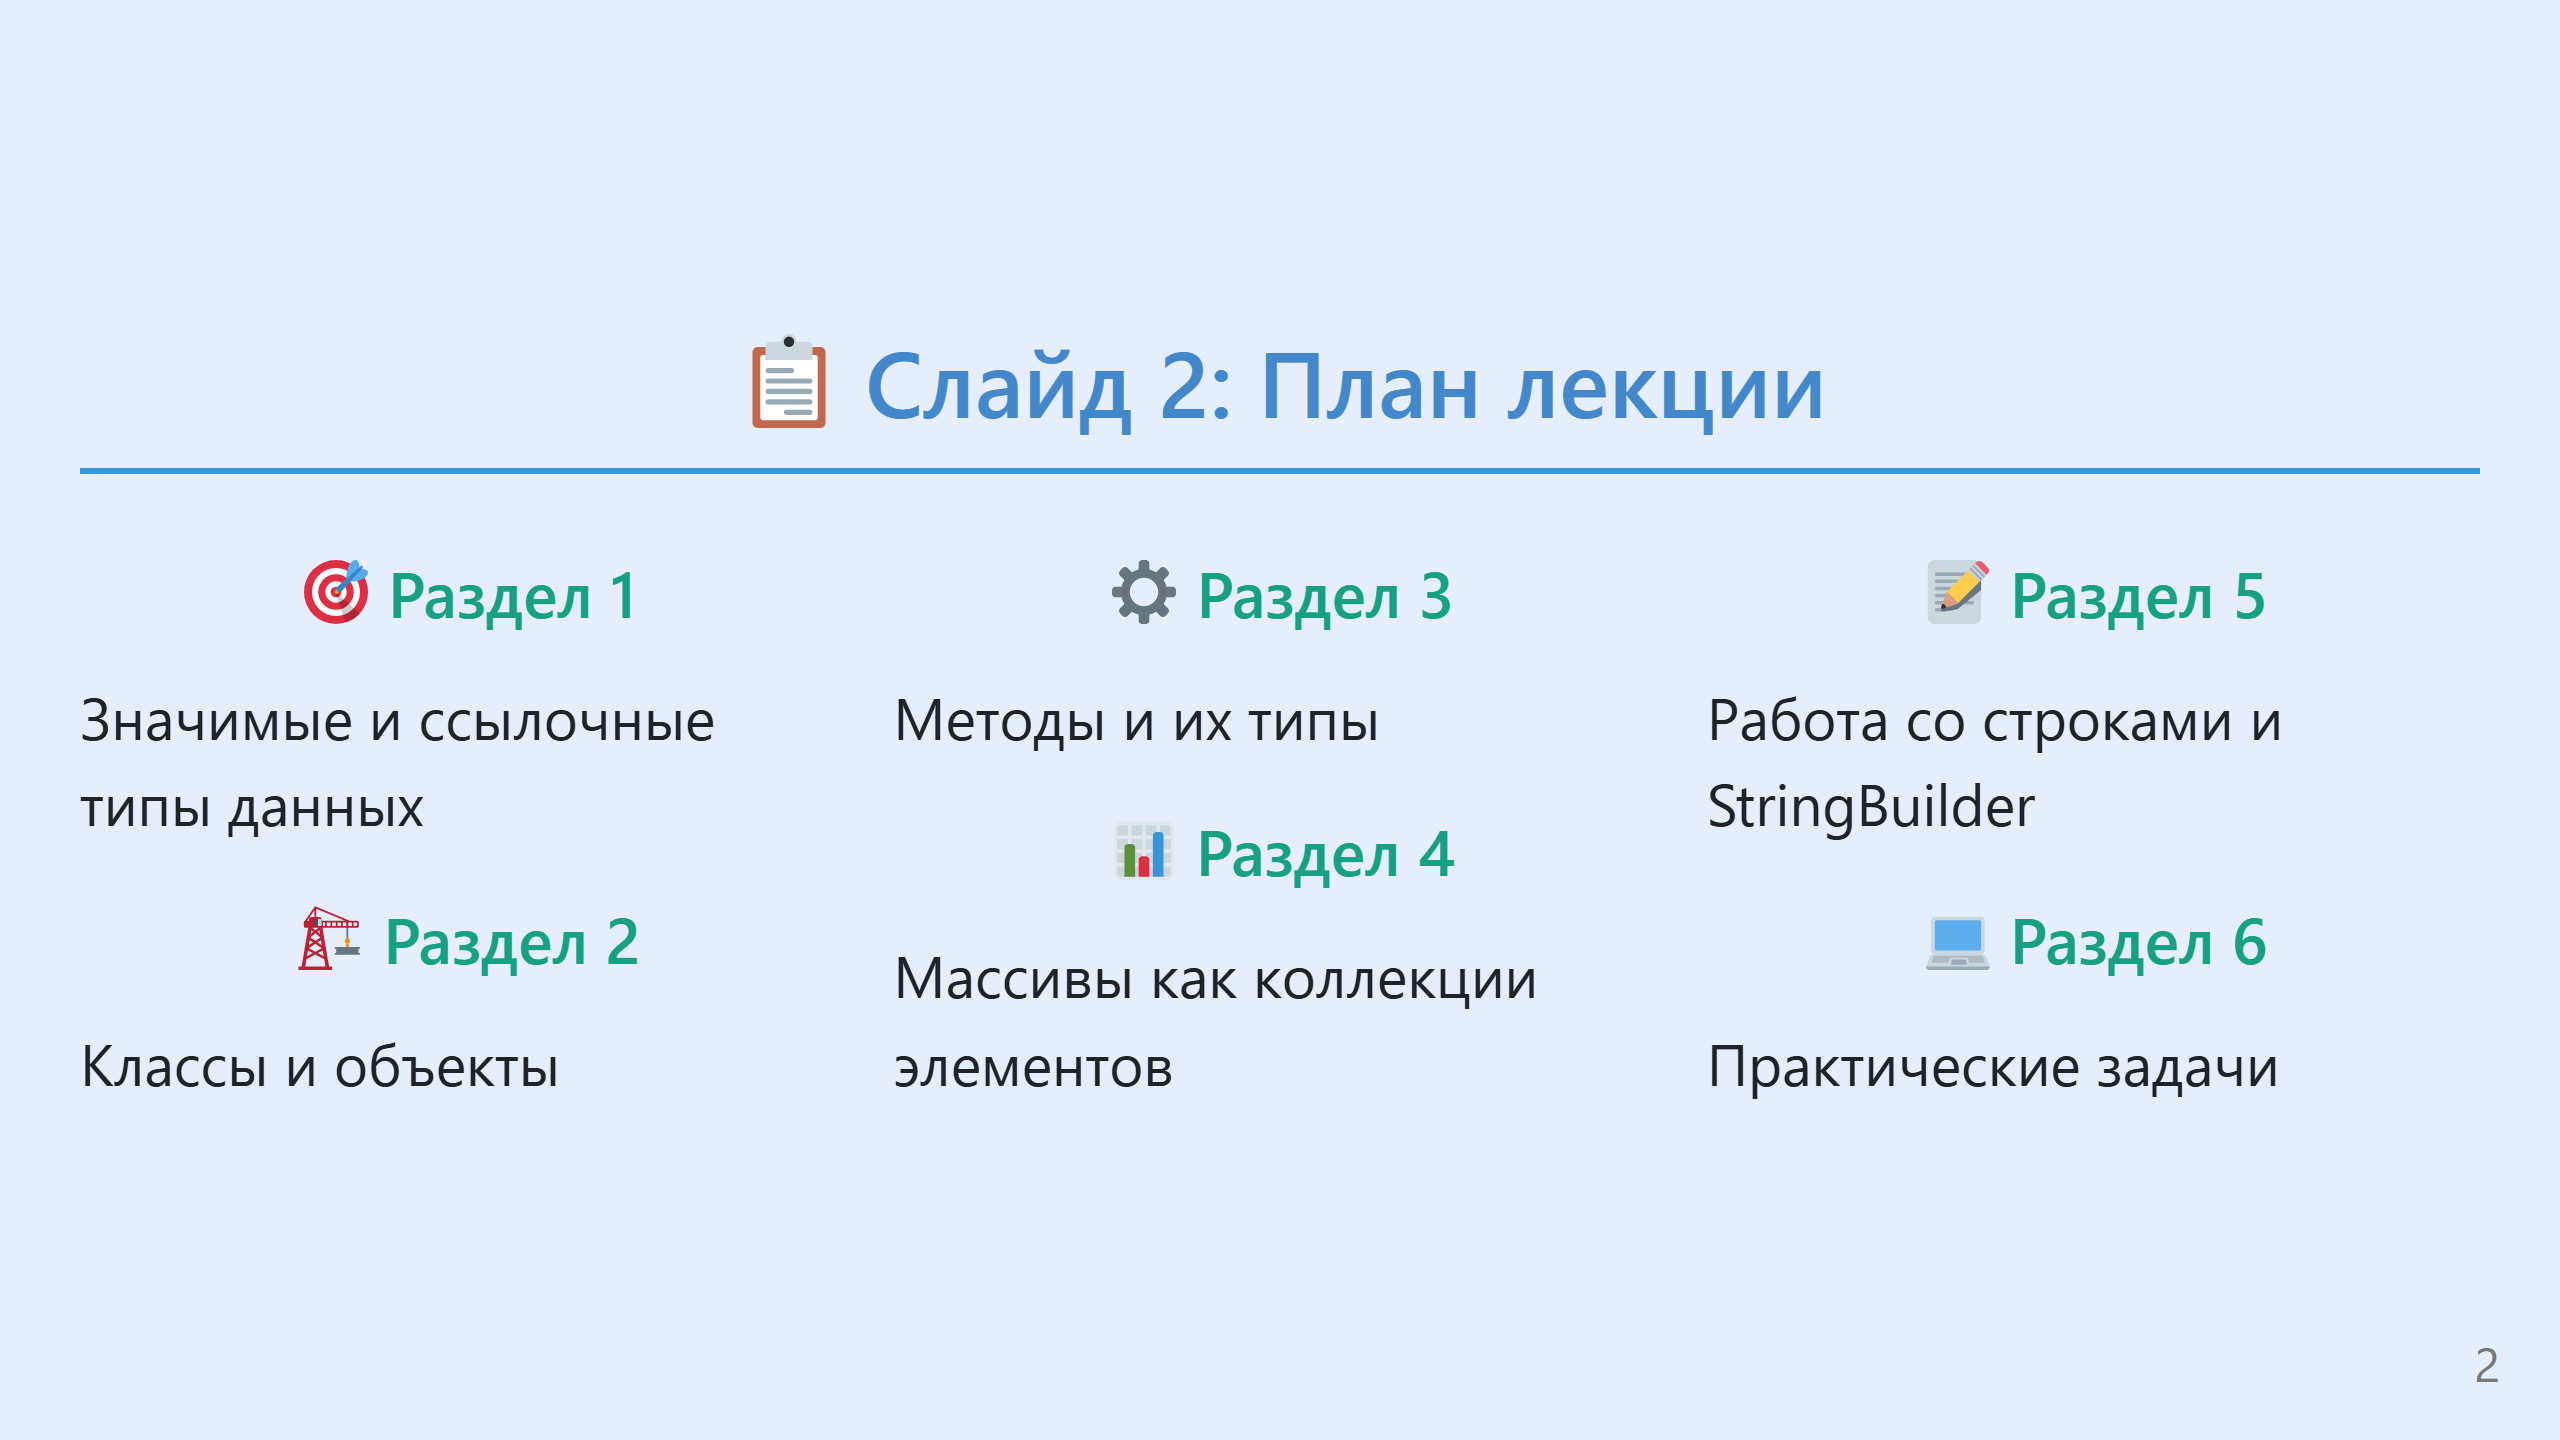 Слайд 2: План лекции
Раздел 1
Значимые и ссылочные
типы данных
Раздел 2
Классы и объекты
Раздел 3
Методы и их типы
Раздел 4
Массивы как коллекции
элементов
Раздел 5
Работа со строками и
StringBuilder
Раздел 6
Практические задачи
2